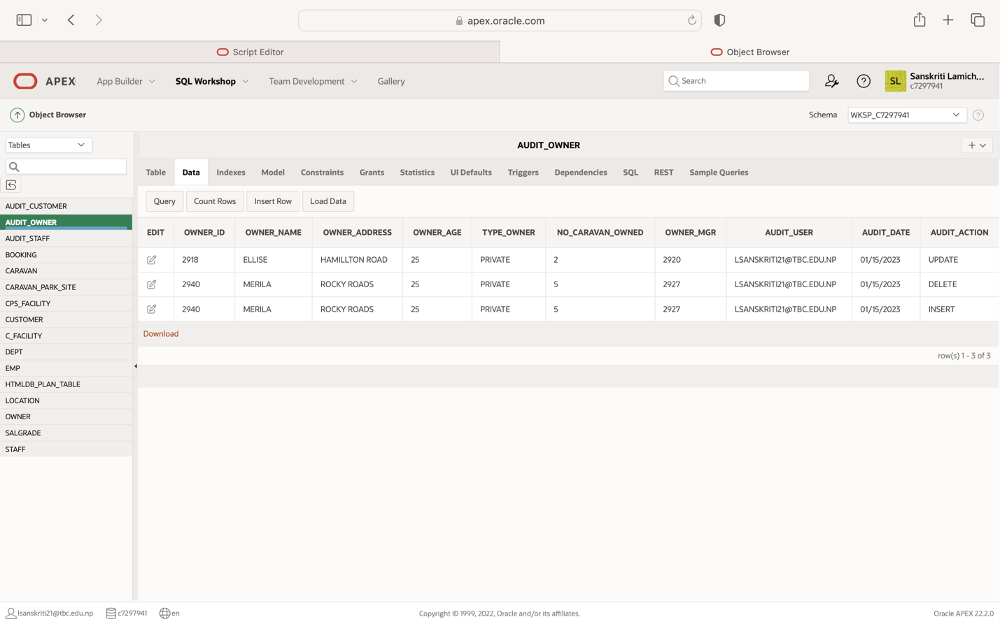 apex.oracle.com
Script Editor
Object Browser
APEX
App Builder
SQL Workshop
Team Development
Gallery
Search
SL
Sanskriti Lamich...
c7297941
Object Browser
Schema
WKSP_C7297941
Tables
AUDIT_CUSTOMER
AUDIT_OWNER
AUDIT_STAFF
BOOKING
CARAVAN
CARAVAN_PARK_SITE
CPS_FACILITY
CUSTOMER
C_FACILITY
DEPT
EMP
HTMLDB_PLAN_TABLE
LOCATION
OWNER
SALGRADE
STAFF
AUDIT_OWNER
Table Data Indexes Model Constraints Grants Statistics UI Defaults Triggers Dependencies SQL REST Sample Queries
Query Count Rows Insert Row Load Data
EDIT OWNER_ID OWNER_NAME OWNER_ADDRESS OWNER_AGE TYPE_OWNER NO_CARAVAN_OWNED OWNER_MGR AUDIT_USER AUDIT_DATE AUDIT_ACTION
2918 ELLISE HAMILLTON ROAD 25 PRIVATE 2 2920 LSANSKRITI21@TBC.EDU.NP 01/15/2023 UPDATE
2940 MERILA ROCKY ROADS 25 PRIVATE 5 2927 LSANSKRITI21@TBC.EDU.NP 01/15/2023 DELETE
2940 MERILA ROCKY ROADS 25 PRIVATE 5 2927 LSANSKRITI21@TBC.EDU.NP 01/15/2023 INSERT
Download
row(s) 1 - 3 of 3
lsanskriti21@tbc.edu.np
c7297941
en
Copyright © 1999, 2022, Oracle and/or its affiliates.
Oracle APEX 22.2.0